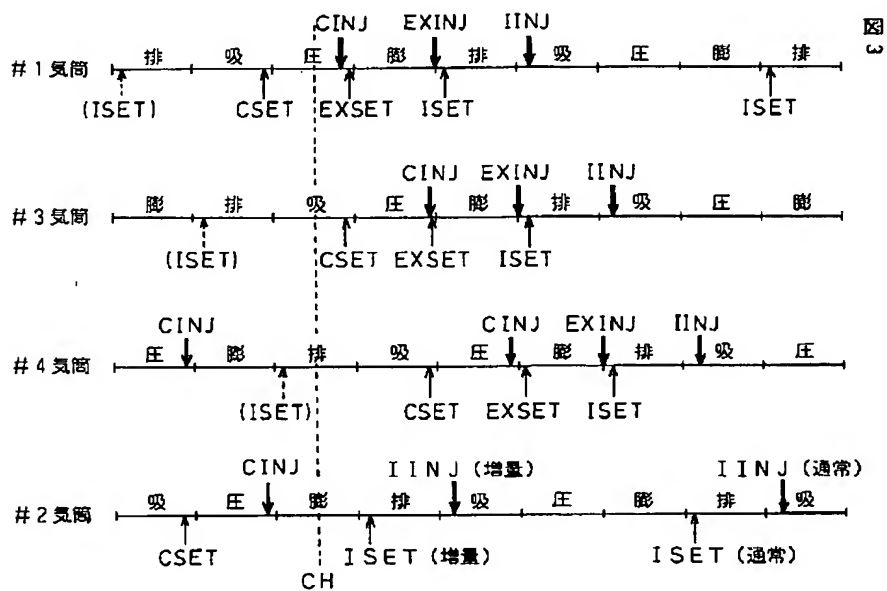 図3
CINJ EXINJ IINJ
#1気筒 排 吸 圧 膨 排 吸 圧 膨 排
(ISET) CSET EXSET ISET ISET
CINJ EXINJ IINJ
#3気筒 膨 排 吸 圧 膨 排 吸 圧 膨
(ISET) CSET EXSET ISET
CINJ CINJ EXINJ IINJ
#4気筒 圧 膨 排 吸 圧 膨 排 吸 圧
(ISET) CSET EXSET ISET
CINJ IINJ(増量) IINJ(通常)
#2気筒 吸 圧 膨 排 吸 圧 膨 排 吸
CSET ISET(増量) ISET(通常)
CH